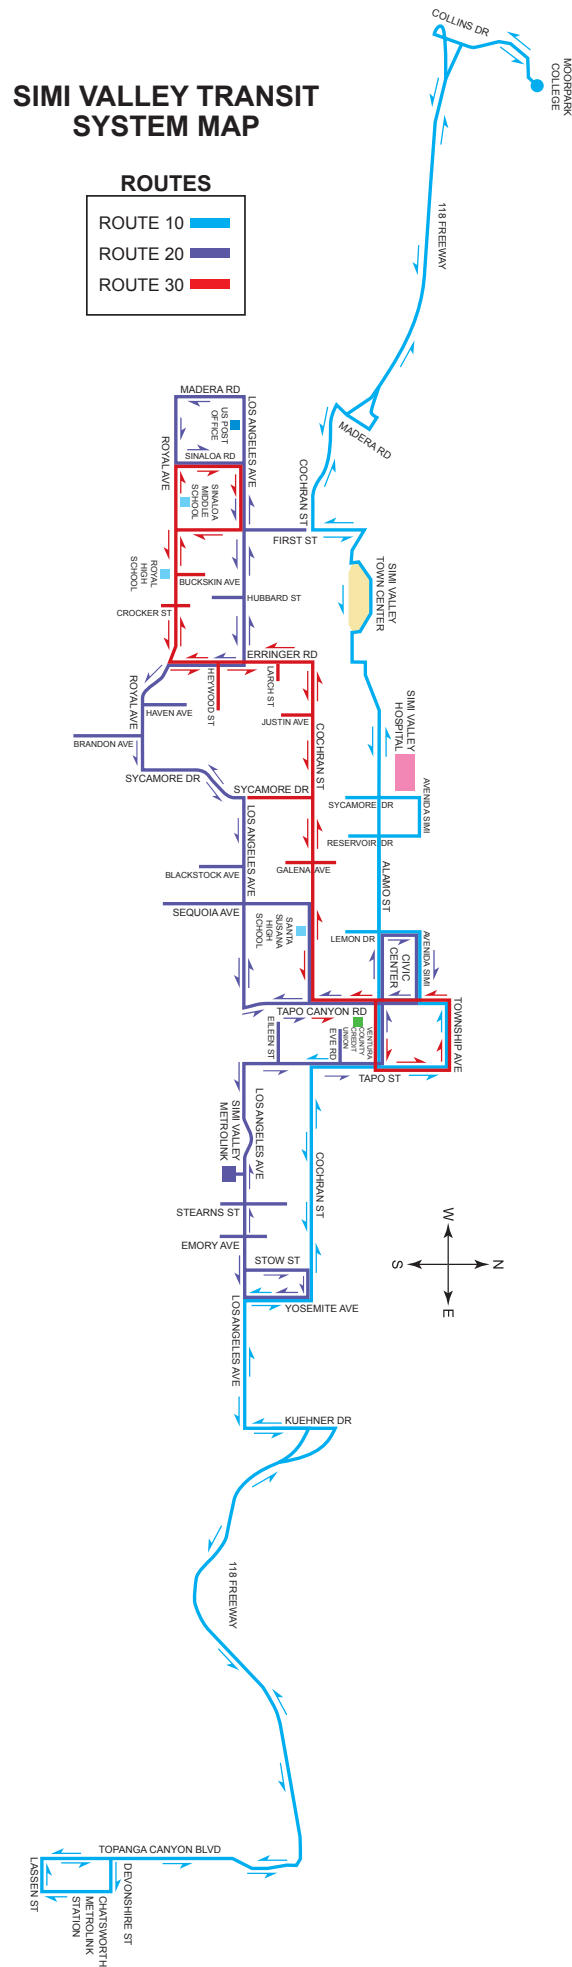 COLLINS DR
MOORPARK
COLLEGE
SIMI VALLEY TRANSIT
SYSTEM MAP
ROUTES
ROUTE 10
ROUTE 20
ROUTE 30
118 FREEWAY
MADERA RD
MADERA RD
LOS ANGELES AVE
US POST
OFFICE
SINALOA RD
ROYAL AVE
SINALOA
MIDDLE
SCHOOL
COCHRAN ST
FIRST ST
ROYAL
HIGH
SCHOOL
BUCKSKIN AVE
HUBBARD ST
CROCKER ST
SIMI VALLEY
TOWN CENTER
ERRINGER RD
LARCH ST
HEYWOOD ST
ROYAL AVE
HAVEN AVE
JUSTIN AVE
BRANDON AVE
COCHRAN ST
SIMI VALLEY
HOSPITAL
SYCAMORE DR
SYCAMORE DR
SYCAMORE DR
AVENIDA SIMI
RESERVOIR DR
LOS ANGELES AVE
BLACKSTOCK AVE
GALENA AVE
ALAMO ST
SEQUOIA AVE
SANTA
SUSANA
HIGH
SCHOOL
LEMON DR
CIVIC
CENTER
AVENIDA SIMI
TAPO CANYON RD
TOWNSHIP AVE
EILEEN ST
EVE RD
VENTURA
COUNTY
CREDIT
UNION
TAPO ST
LOS ANGELES AVE
SIMI VALLEY
METROLINK
COCHRAN ST
STEARNS ST
EMORY AVE
STOW ST
W
N
S
E
YOSEMITE AVE
LOS ANGELES AVE
KUEHNER DR
118 FREEWAY
TOPANGA CANYON BLVD
DEVONSHIRE ST
LASSEN ST
CHATSWORTH
METROLINK
STATION